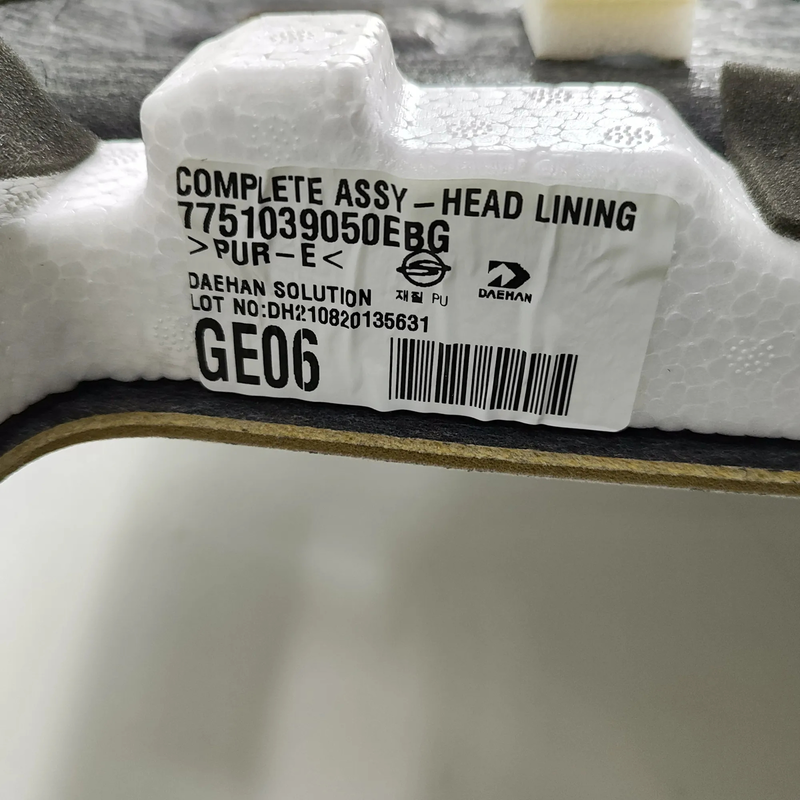 COMPLETE ASSY-HEAD LINING
7751039050EBG
>PUR-E<
DAEHAN SOLUTION 재질 PU DAEHAN
LOT NO:DH210820135631
GE06